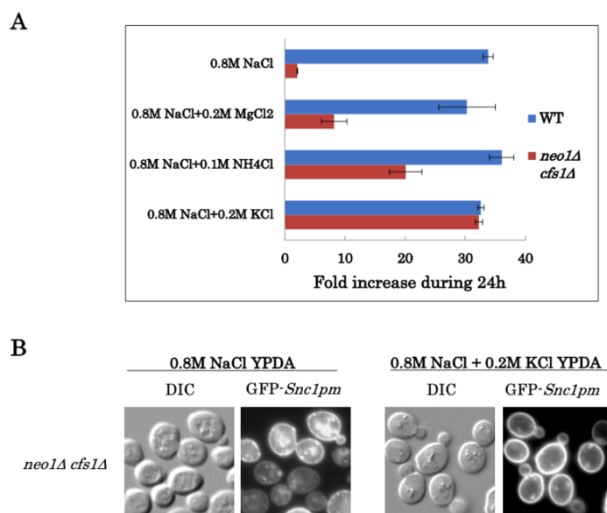 A
0.8M NaCl
0.8M NaCl+0.2M MgCl2
0.8M NaCl+0.1M NH4Cl
0.8M NaCl+0.2M KCl
WT
neo1Δ
cfs1Δ
0 10 20 30 40
Fold increase during 24h
B
0.8M NaCl YPDA 0.8M NaCl + 0.2M KCl YPDA
DIC GFP-Snc1pm DIC GFP-Snc1pm
neo1Δ cfs1Δ